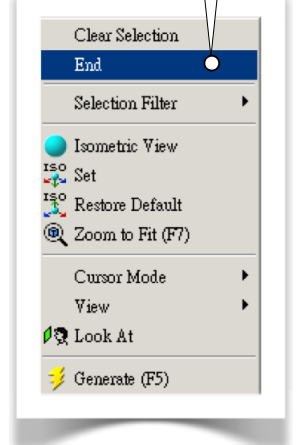 Clear Selection
End
Selection Filter
Isometric View
ISO Set
ISO Restore Default
Zoom to Fit (F7)
Cursor Mode
View
Look At
Generate (F5)